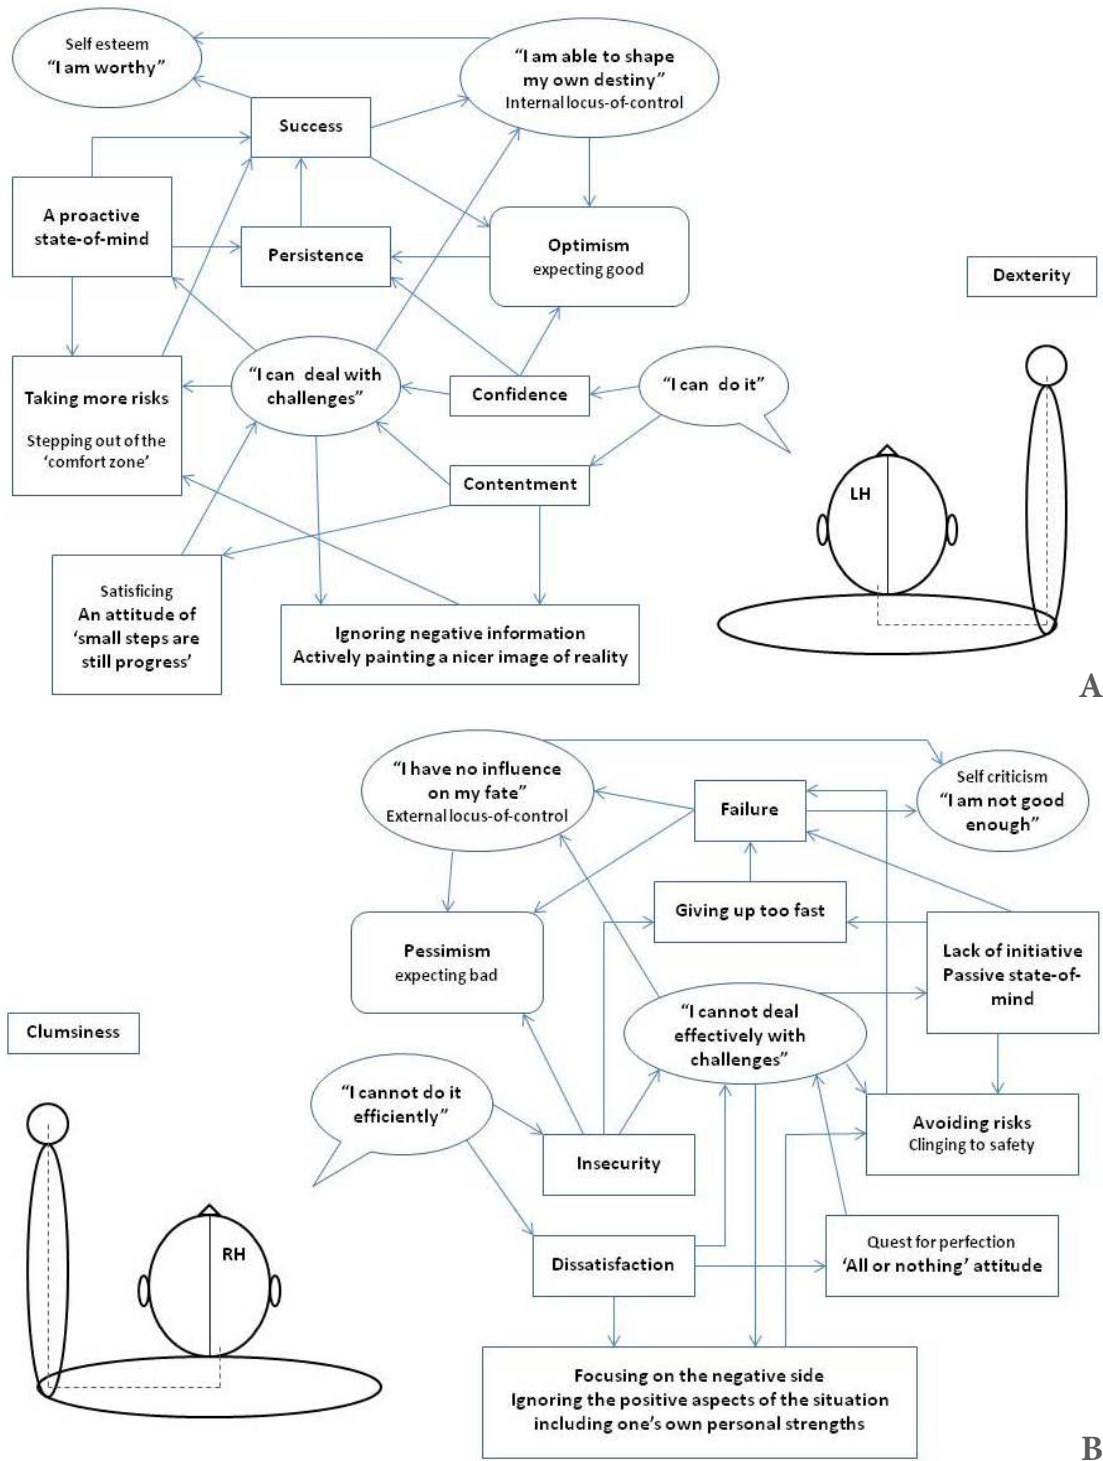 Self esteem
“I am worthy”
“I am able to shape
my own destiny”
Internal locus-of-control
Success
A proactive
state-of-mind
Persistence
Optimism
expecting good
Dexterity
Taking more risks
Stepping out of the
‘comfort zone’
“I can deal with
challenges”
Confidence
“I can do it”
Contentment
LH
Satisficing
An attitude of
‘small steps are
still progress’
Ignoring negative information
Actively painting a nicer image of reality
A
“I have no influence
on my fate”
External locus-of-control
Failure
Self criticism
“I am not good
enough”
Giving up too fast
Pessimism
expecting bad
Lack of initiative
Passive state-of-
mind
Clumsiness
“I cannot deal
effectively with
challenges”
“I cannot do it
efficiently”
Avoiding risks
Clinging to safety
Insecurity
RH
Dissatisfaction
Quest for perfection
‘All or nothing’ attitude
Focusing on the negative side
Ignoring the positive aspects of the situation
including one’s own personal strengths
B